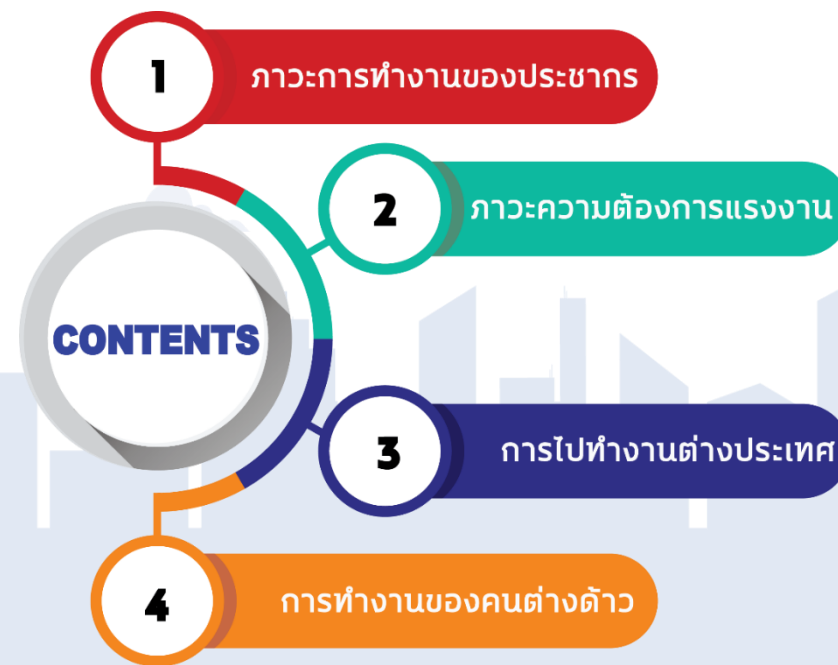 1
ภาวะการทำงานของประชากร
2
ภาวะความต้องการแรงงาน
CONTENTS
3
การไปทำงานต่างประเทศ
4
การทำงานของคนต่างด้าว